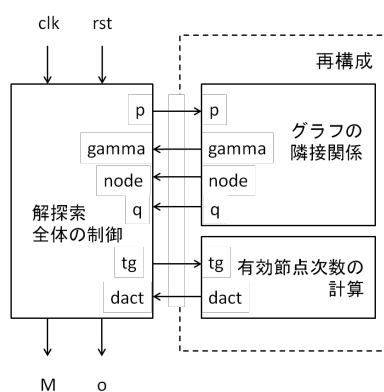 clk rst
再構成
p p
グラフの
隣接関係
gamma gamma
node node
q q
解探索
全体の制御
tg tg
有効節点次数の
計算
dact dact
M o